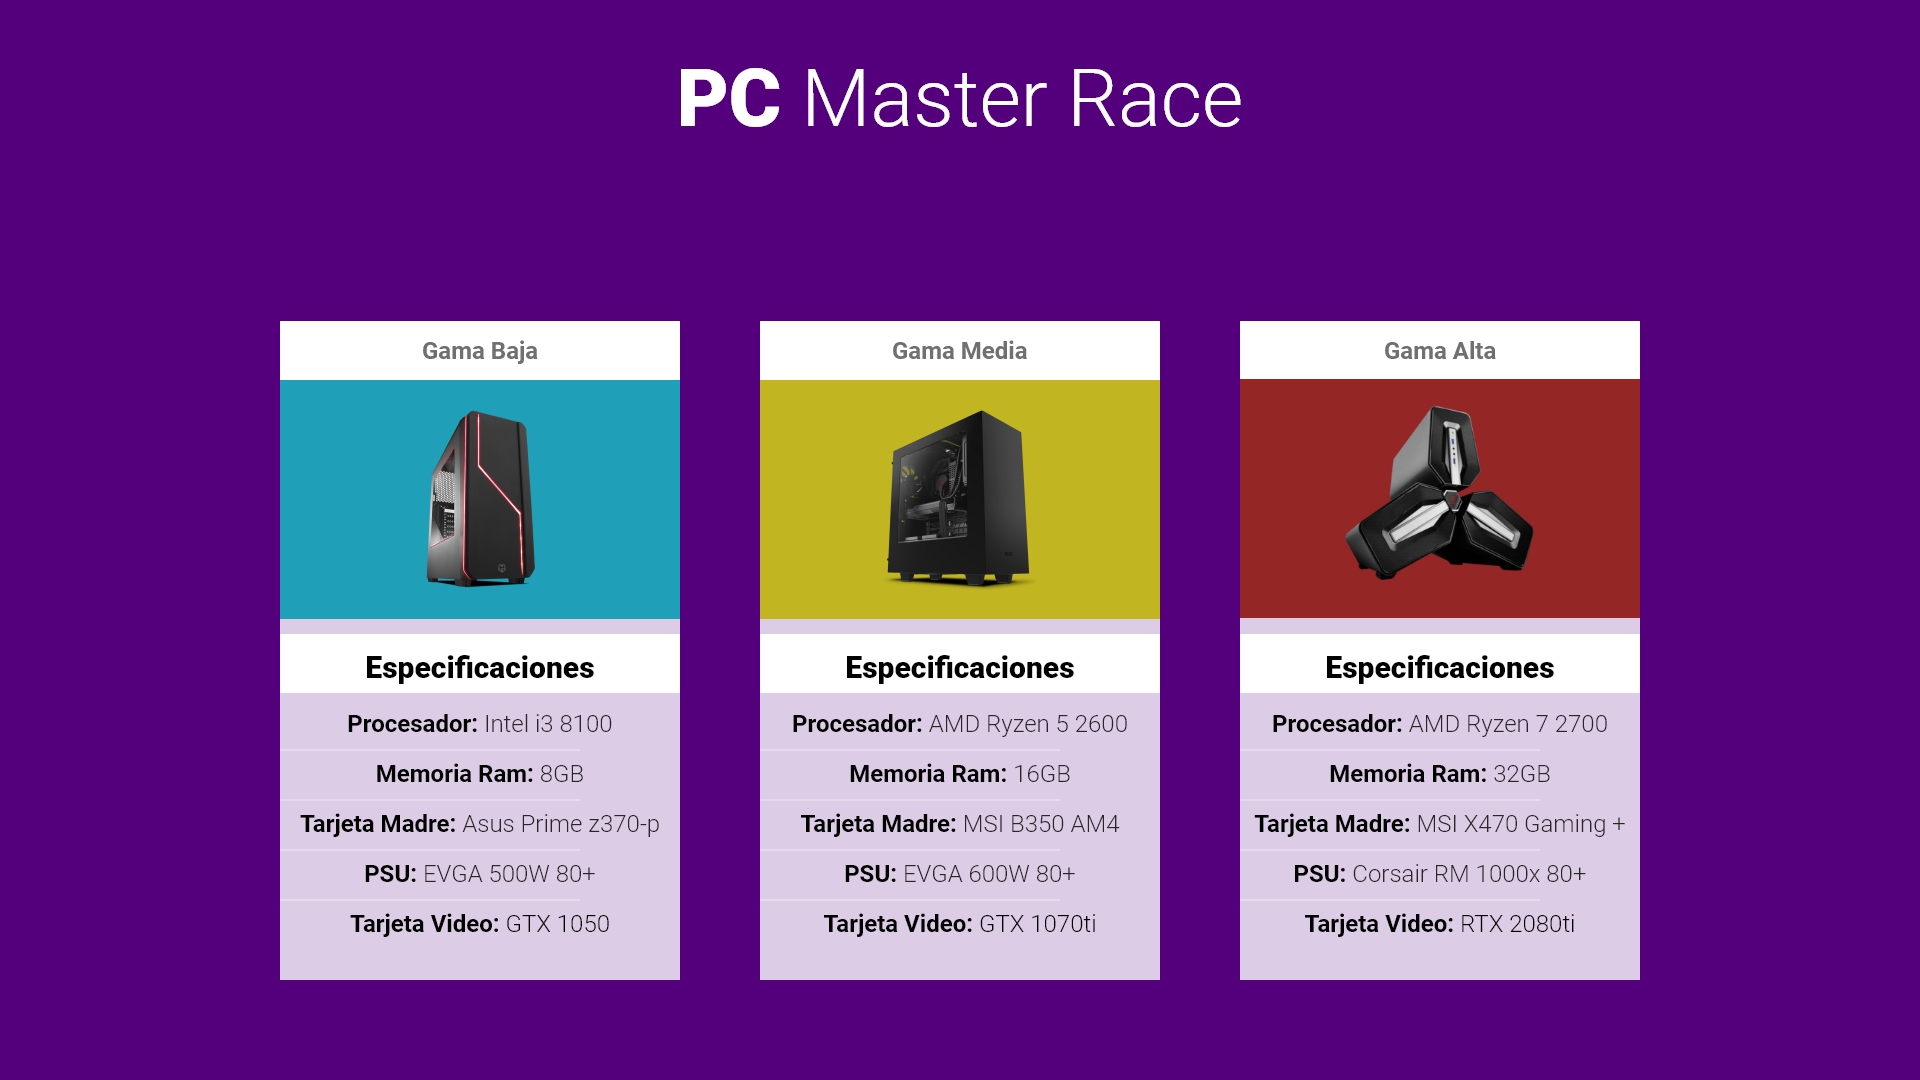 PC Master Race
Gama Baja
Especificaciones
Procesador: Intel i3 8100
Memoria Ram: 8GB
Tarjeta Madre: Asus Prime z370-p
PSU: EVGA 500W 80+
Tarjeta Video: GTX 1050
Gama Media
Especificaciones
Procesador: AMD Ryzen 5 2600
Memoria Ram: 16GB
Tarjeta Madre: MSI B350 AM4
PSU: EVGA 600W 80+
Tarjeta Video: GTX 1070ti
Gama Alta
Especificaciones
Procesador: AMD Ryzen 7 2700
Memoria Ram: 32GB
Tarjeta Madre: MSI X470 Gaming +
PSU: Corsair RM 1000x 80+
Tarjeta Video: RTX 2080ti